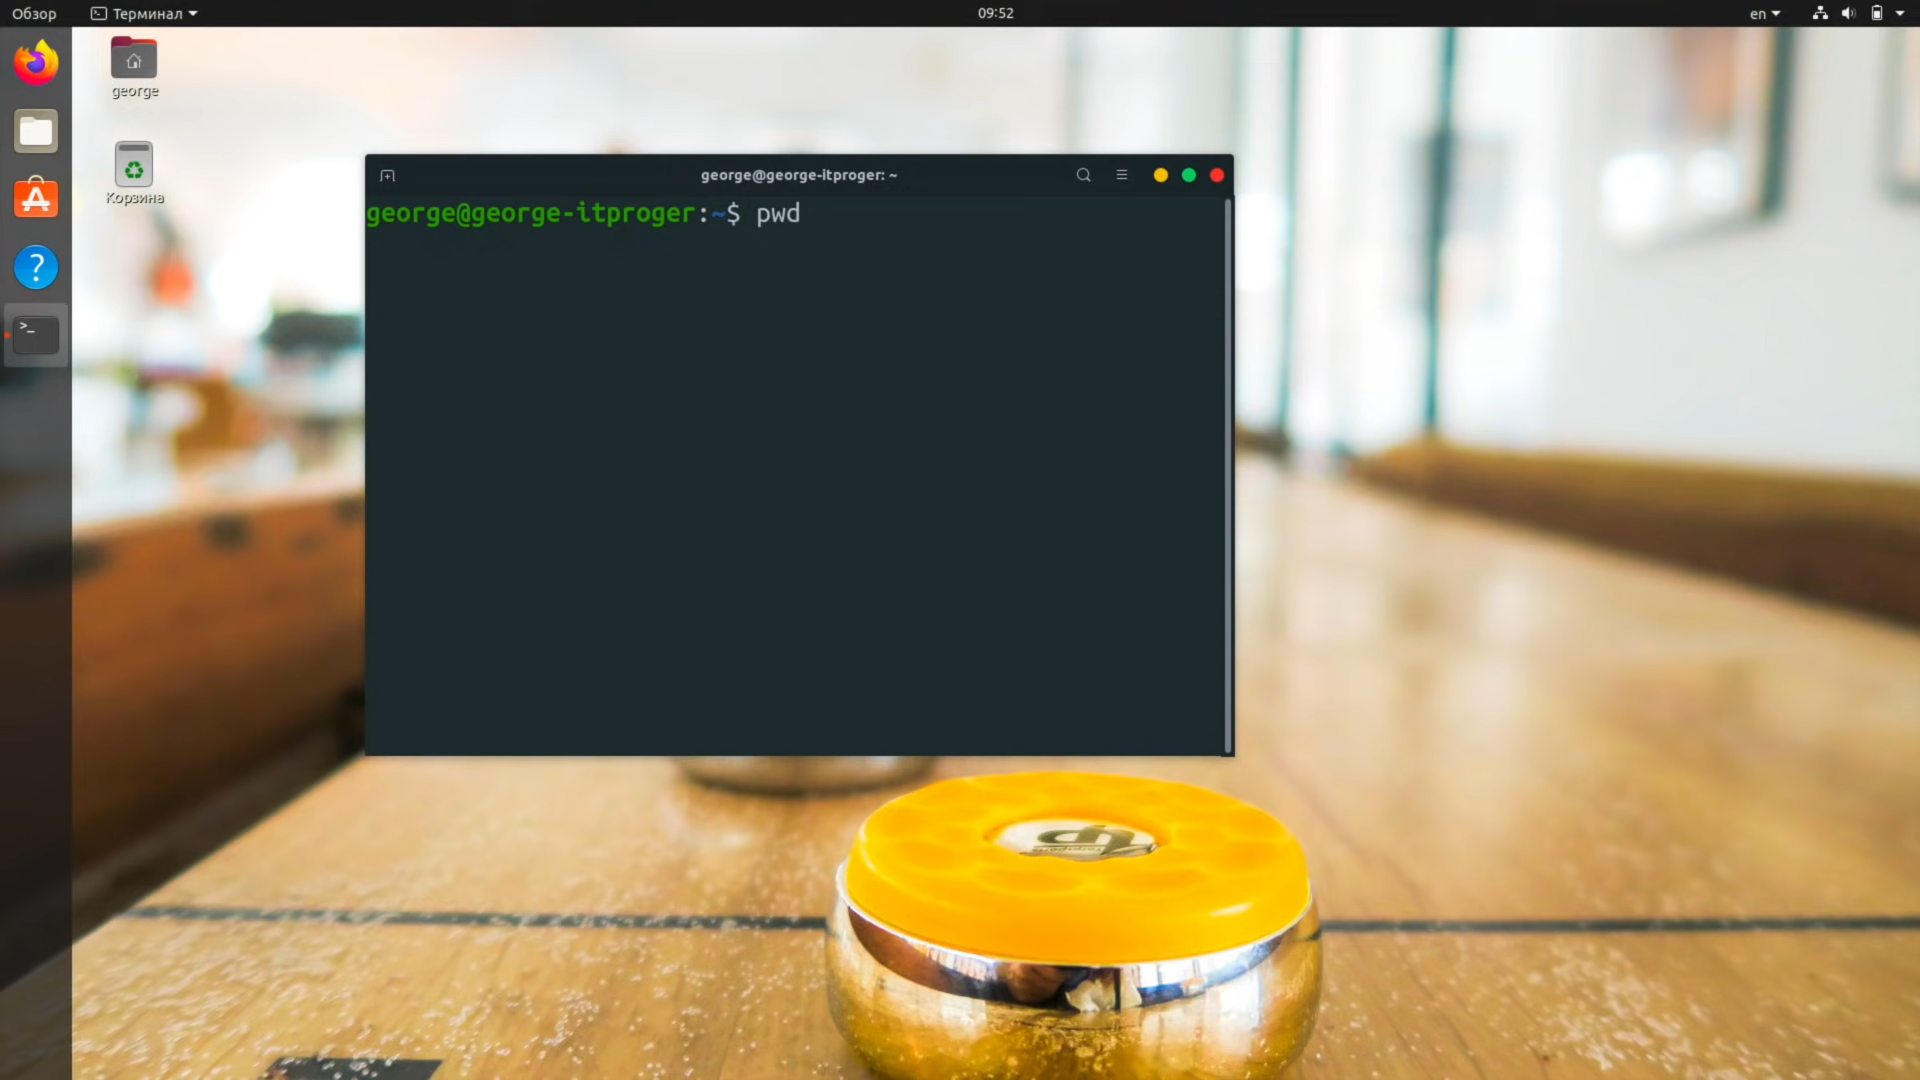 Обзор
Терминал
09:52
en
george
Корзина
george@george-itproger: ~
george@george-itproger:~$ pwd
?
>_